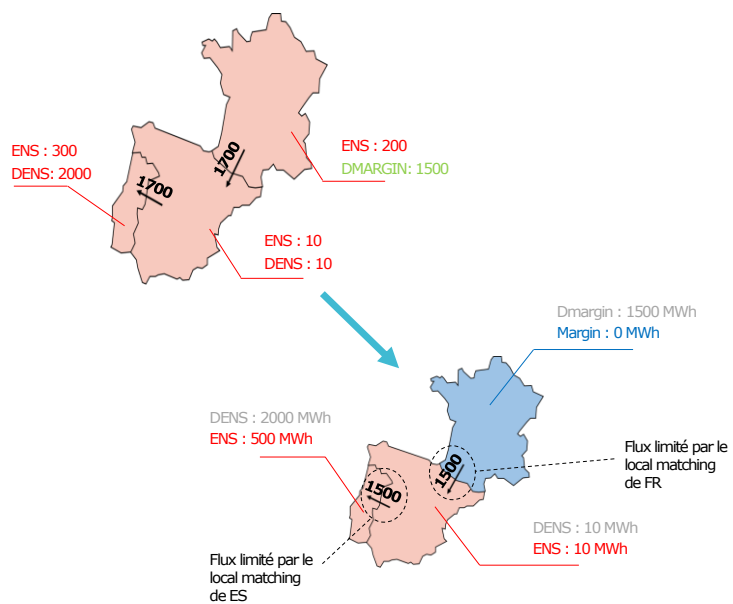 ENS : 300
DENS: 2000
1700
1700
ENS : 200
DMARGIN: 1500
ENS : 10
DENS : 10
Dmargin : 1500 MWh
Margin : 0 MWh
DENS : 2000 MWh
ENS : 500 MWh
1500
1500
Flux limité par le
local matching
de FR
DENS : 10 MWh
ENS : 10 MWh
Flux limité par le
local matching
de ES